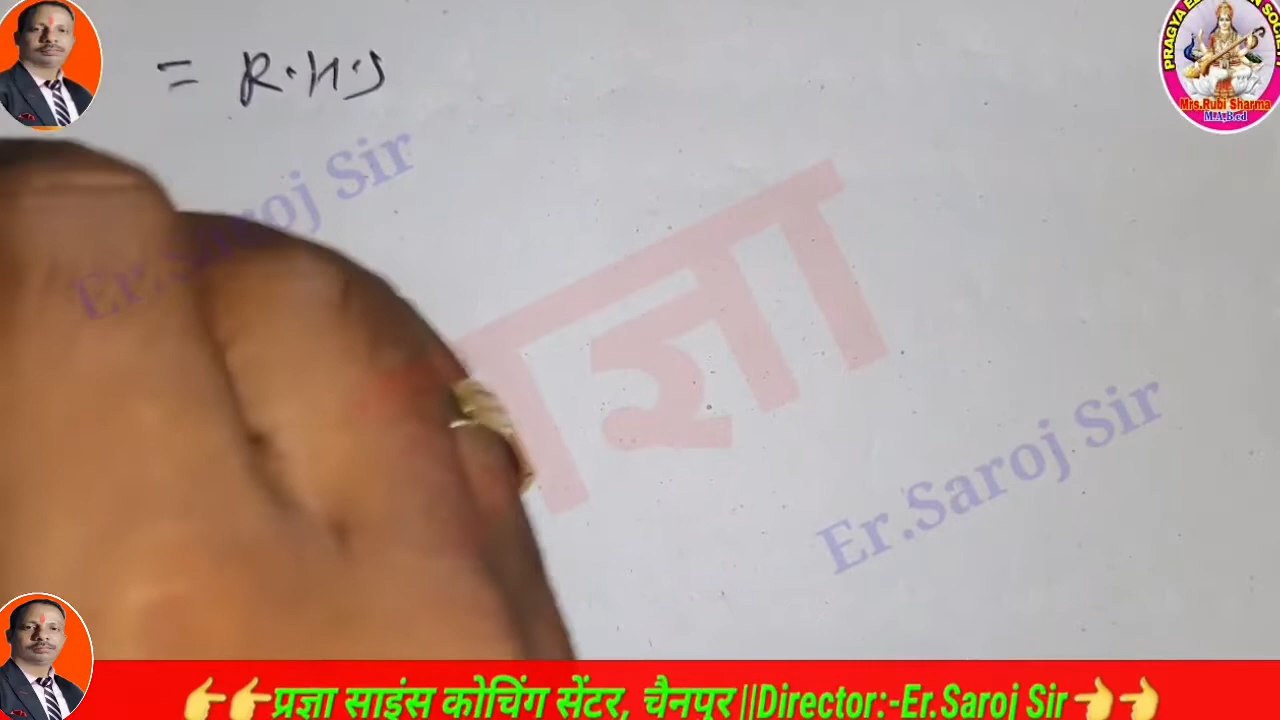 = R.H.S
PRAGYA
Mrs.Rubi Sharma
M.A,B.ed
Er.Saroj Sir
ज्ञा
Er.Saroj Sir
👉👉प्रज्ञा साइंस कोचिंग सेंटर, चैनपुर||Director:-Er.Saroj Sir👈👈